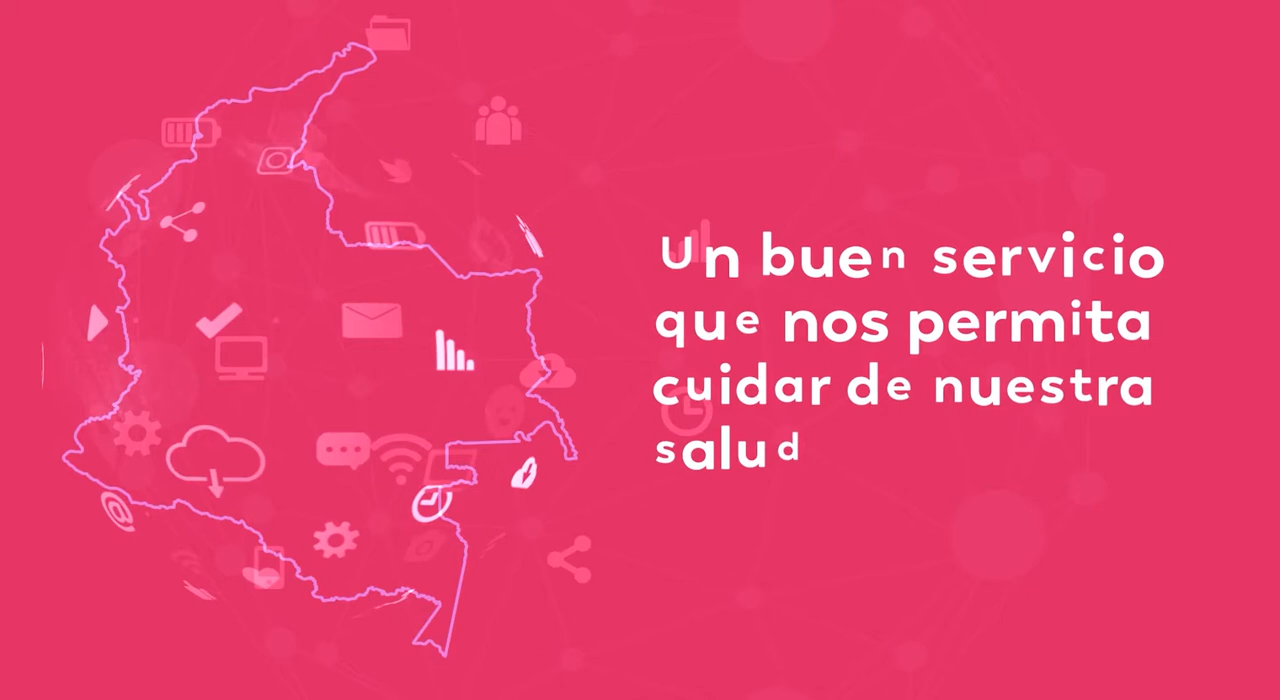 Un buen servicio
que nos permita
cuidar de nuestra
salud